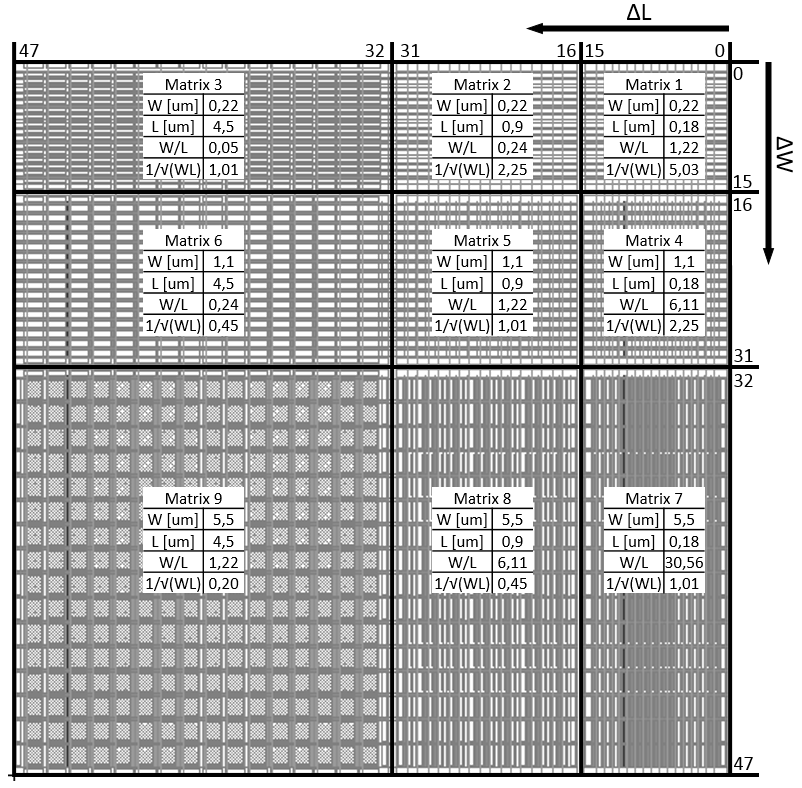 ΔL
47 32 31 16 15 0
0
Matrix 3
W [um] 0,22
L [um] 4,5
W/L 0,05
1/√(WL) 1,01
Matrix 2
W [um] 0,22
L [um] 0,9
W/L 0,24
1/√(WL) 2,25
Matrix 1
W [um] 0,22
L [um] 0,18
W/L 1,22
1/√(WL) 5,03
ΔW
15
16
Matrix 6
W [um] 1,1
L [um] 4,5
W/L 0,24
1/√(WL) 0,45
Matrix 5
W [um] 1,1
L [um] 0,9
W/L 1,22
1/√(WL) 1,01
Matrix 4
W [um] 1,1
L [um] 0,18
W/L 6,11
1/√(WL) 2,25
31
32
Matrix 9
W [um] 5,5
L [um] 4,5
W/L 1,22
1/√(WL) 0,20
Matrix 8
W [um] 5,5
L [um] 0,9
W/L 6,11
1/√(WL) 0,45
Matrix 7
W [um] 5,5
L [um] 0,18
W/L 30,56
1/√(WL) 1,01
47